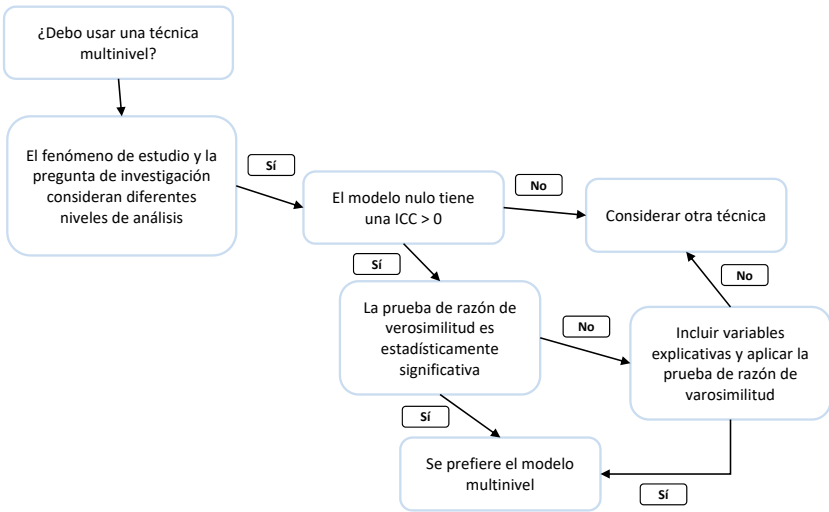 ¿Debo usar una técnica
multinivel?
El fenómeno de estudio y la
pregunta de investigación
consideran diferentes
niveles de análisis
Sí
El modelo nulo tiene
una ICC > 0
No
Considerar otra técnica
Sí
No
La prueba de razón de
verosimilitud es
estadísticamente
significativa
No
Incluir variables
explicativas y aplicar la
prueba de razón de
varosimilitud
Sí
Se prefiere el modelo
multinivel
Sí